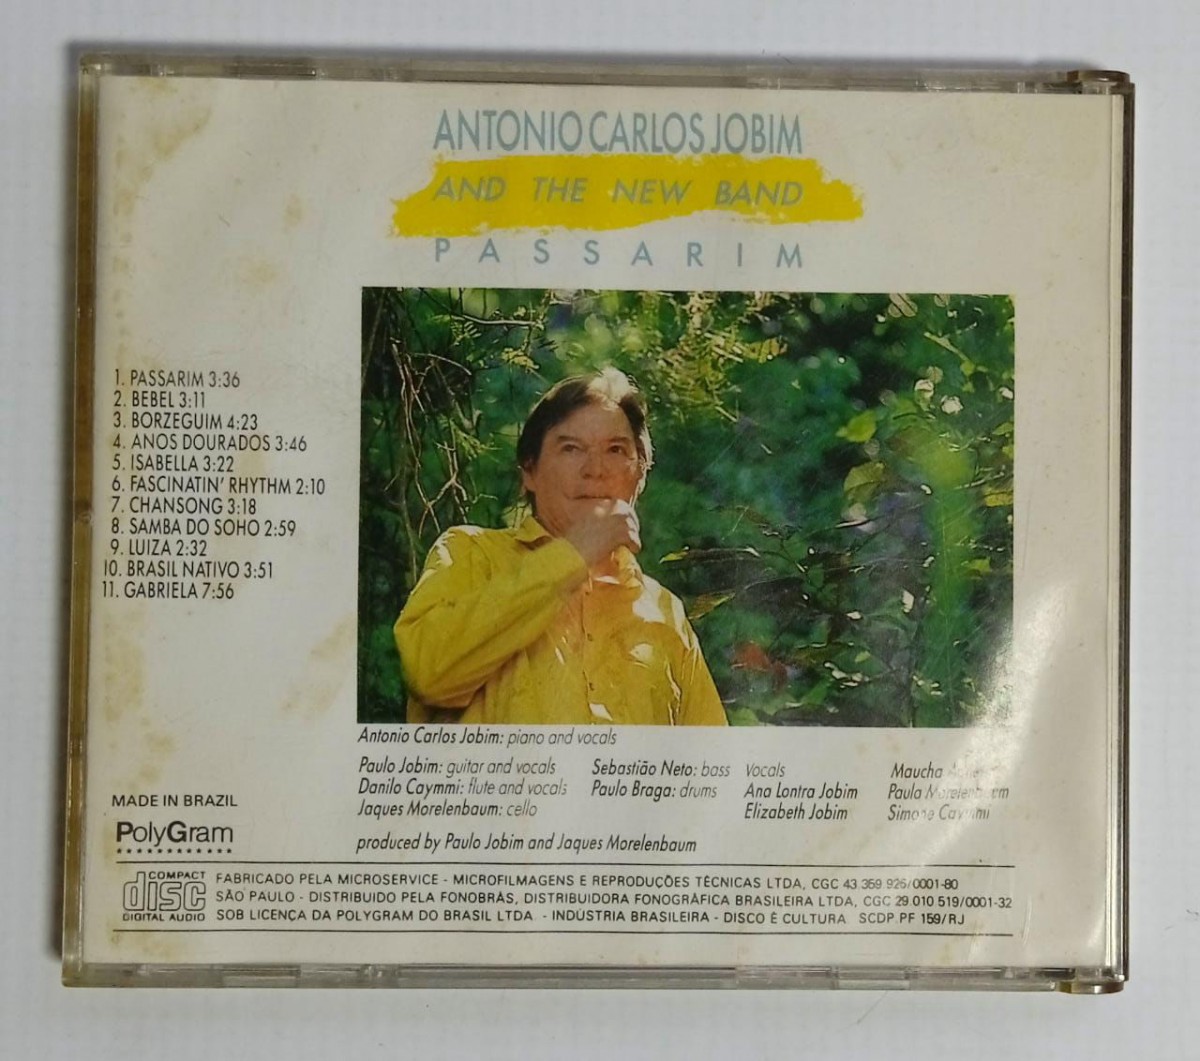 ANTONIO CARLOS JOBIM
AND THE NEW BAND
PASSARIM
1. PASSARIM 3:36
2. BEBEL 3:11
3. BORZEGUIM 4:23
4. ANOS DOURADOS 3:46
5. ISABELLA 3:22
6. FASCINATIN' RHYTHM 2:10
7. CHANSONG 3:18
8. SAMBA DO SOHO 2:59
9. LUIZA 2:32
10. BRASIL NATIVO 3:51
11. GABRIELA 7:56
Antonio Carlos Jobim: piano and vocals
Paulo Jobim: guitar and vocals
Danilo Caymmi: flute and vocals
Jaques Morelenbaum: cello
Sebastião Neto: bass
Paulo Braga: drums
Vocals
Ana Lontra Jobim
Elizabeth Jobim
Maucha
Paula Morelenbaum
Simone Caymmi
produced by Paulo Jobim and Jaques Morelenbaum
MADE IN BRAZIL
PolyGram
COMPACT
disc
DIGITAL AUDIO
FABRICADO PELA MICROSERVICE - MICROFILMAGENS E REPRODUÇÕES TÉCNICAS LTDA, CGC 43 359 926/0001-80
SÃO PAULO - DISTRIBUIDO PELA FONOBRÁS, DISTRIBUIDORA FONOGRÁFICA BRASILEIRA LTDA, CGC 29 010 519/0001-32
SOB LICENÇA DA POLYGRAM DO BRASIL LTDA. - INDÚSTRIA BRASILEIRA - DISCO É CULTURA SCDP PF 159/RJ